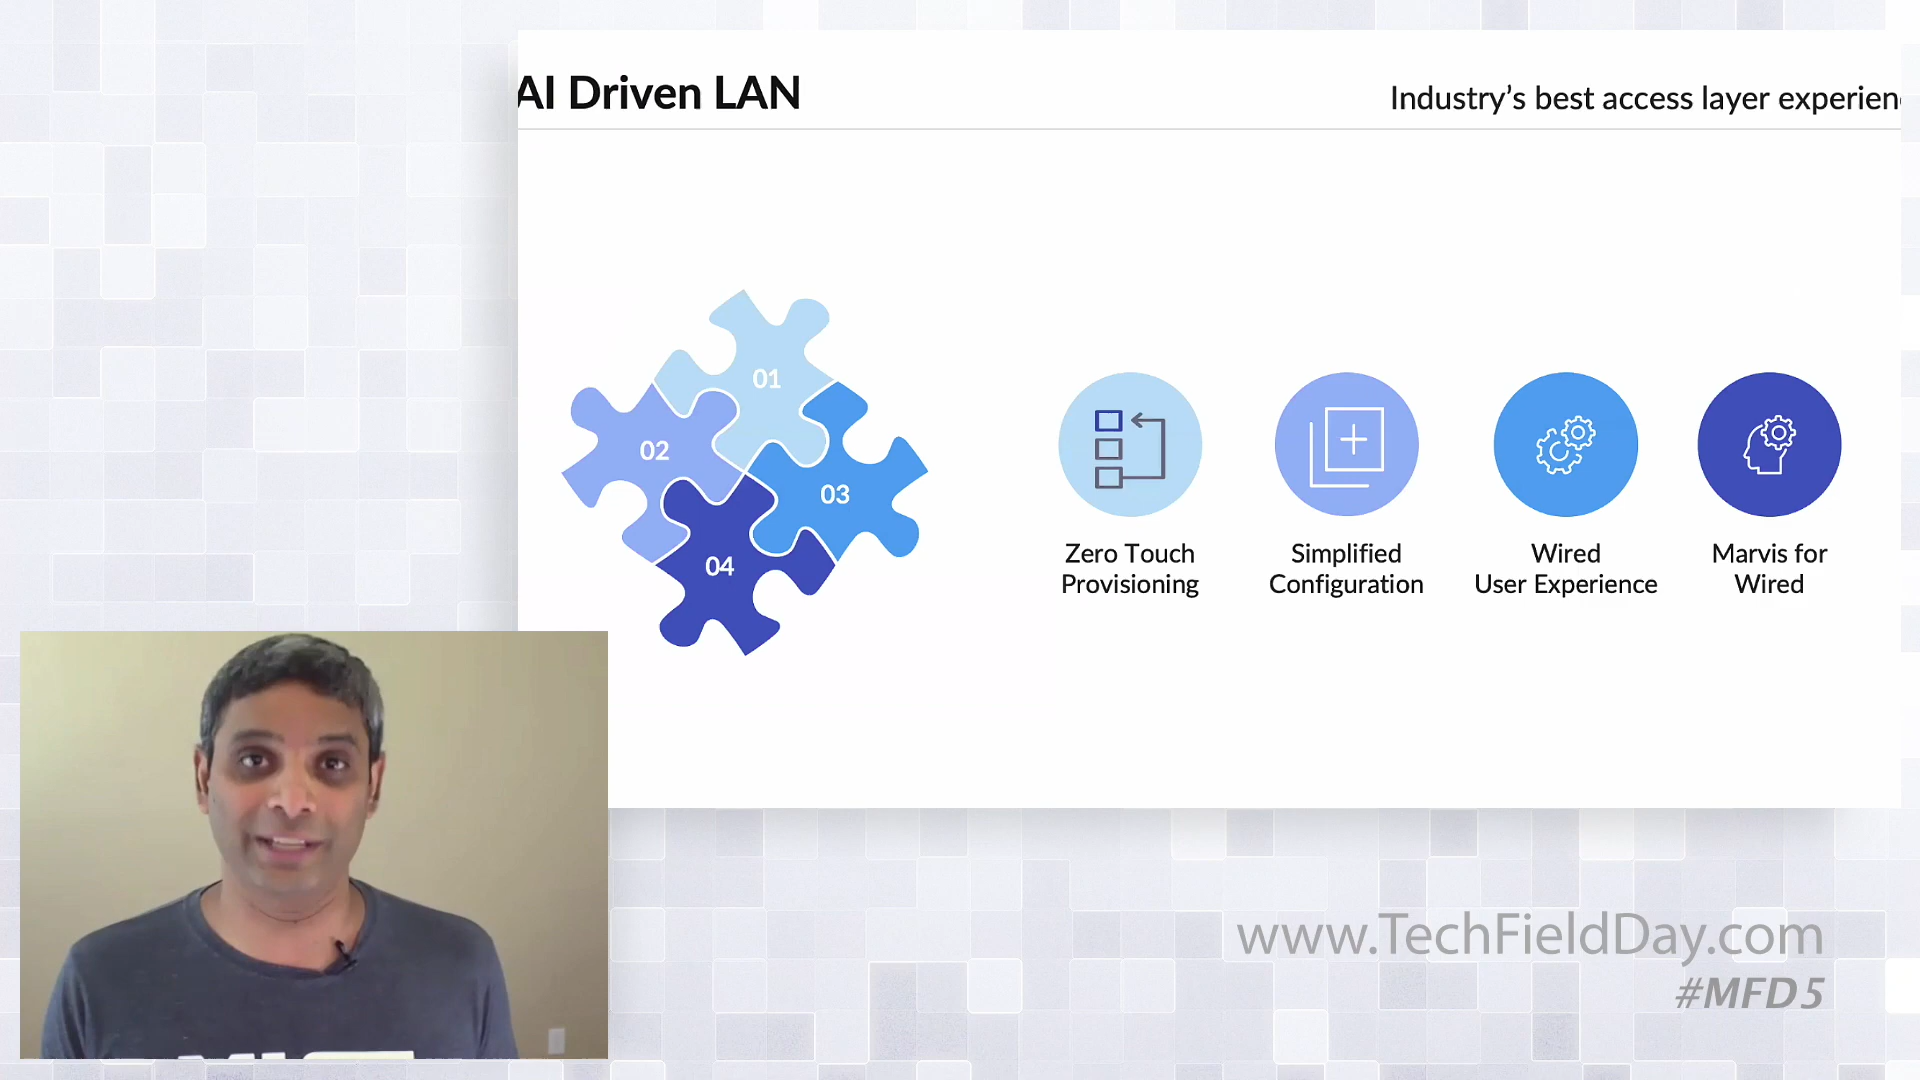 AI Driven LAN
Industry's best access layer experien
01
02
03
04
Zero Touch
Provisioning
Simplified
Configuration
Wired
User Experience
Marvis for
Wired
www.TechFieldDay.com
#MFD5